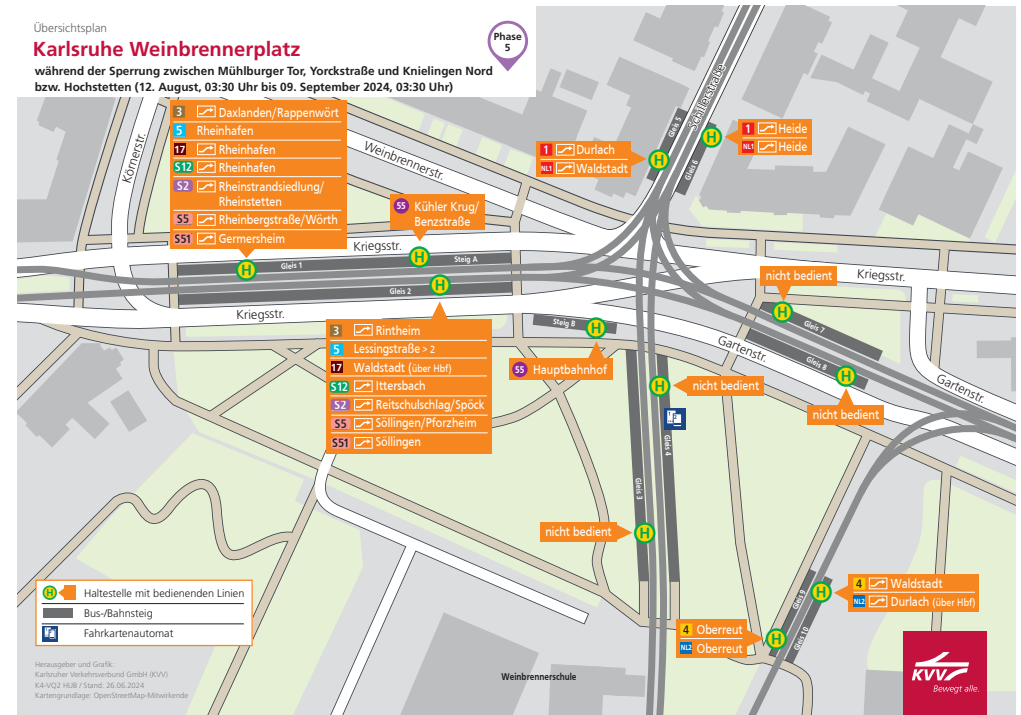 Übersichtsplan
Karlsruhe Weinbrennerplatz
während der Sperrung zwischen Mühlburger Tor, Yorckstraße und Knielingen Nord
bzw. Hochstetten (12. August, 03:30 Uhr bis 09. September 2024, 03:30 Uhr)
Phase
5
3 Daxlanden/Rappenwört
5 Rheinhafen
17 Rheinhafen
S12 Rheinhafen
S2 Rheinstrandsiedlung/
Rheinstetten
S5 Rheinbergstraße/Wörth
S51 Germersheim
Körnerstr.
Weinbrennerstr.
Schillerstraße
Gleis 5
Gleis 6
H
H
1 Durlach
NL1 Waldstadt
1 Heide
NL1 Heide
55 Kühler Krug/
Benzstraße
Kriegsstr.
H
H
Gleis 1
Steig A
Gleis 2
H
Kriegsstr.
Kriegsstr.
nicht bedient
H
Gleis 7
Gleis 8
H
nicht bedient
Gartenstr.
Gartenstr.
Steig B
H
55 Hauptbahnhof
3 Rintheim
5 Lessingstraße > 2
17 Waldstadt (über Hbf)
S12 Ittersbach
S2 Reitschulschlag/Spöck
S5 Söllingen/Pforzheim
S51 Söllingen
H
nicht bedient
Gleis 4
Gleis 3
nicht bedient
H
Gleis 9
Gleis 10
H
4 Waldstadt
NL2 Durlach (über Hbf)
4 Oberreut
NL2 Oberreut
H
H Haltestelle mit bedienenden Linien
Bus-/Bahnsteig
Fahrkartenautomat
Herausgeber und Grafik:
Karlsruher Verkehrsverbund GmbH (KVV)
K4-VQ2 HUB / Stand: 26.06.2024
Kartengrundlage: OpenStreetMap-Mitwirkende
Weinbrennerschule
KVV
Bewegt alle.